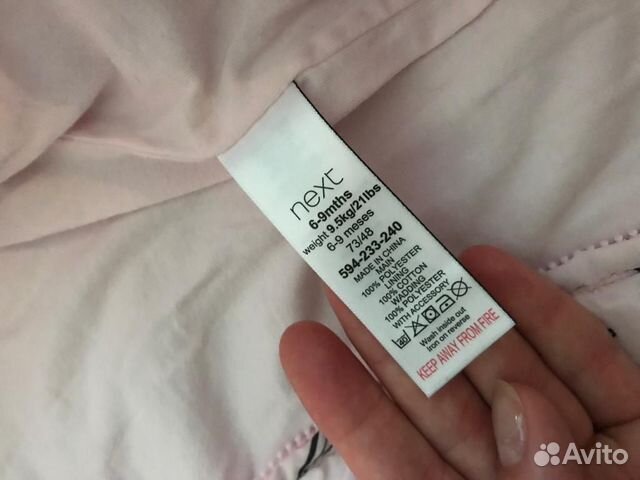 next
6-9mths
weight 9.5kg/21lbs
6-9 meses
73/48
594-233-240
MADE IN CHINA
MAIN
100% POLYESTER
LINING
100% COTTON
WADDING
100% POLYESTER
WITH ACCESSORY
40
Wash inside out
Iron on reverse
KEEP AWAY FROM FIRE
Avito